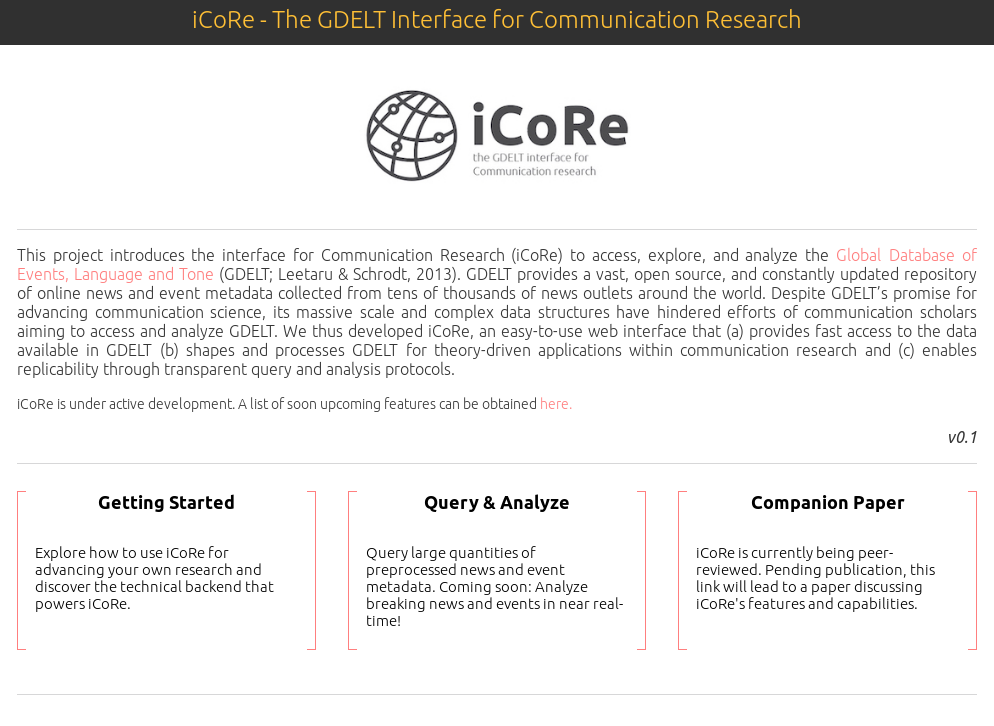 iCoRe - The GDELT Interface for Communication Research
iCoRe
the GDELT interface for
Communication research
This project introduces the interface for Communication Research (iCoRe) to access, explore, and analyze the Global Database of
Events, Language and Tone (GDELT; Leetaru & Schrodt, 2013). GDELT provides a vast, open source, and constantly updated repository
of online news and event metadata collected from tens of thousands of news outlets around the world. Despite GDELT's promise for
advancing communication science, its massive scale and complex data structures have hindered efforts of communication scholars
aiming to access and analyze GDELT. We thus developed iCoRe, an easy-to-use web interface that (a) provides fast access to the data
available in GDELT (b) shapes and processes GDELT for theory-driven applications within communication research and (c) enables
replicability through transparent query and analysis protocols.
iCoRe is under active development. A list of soon upcoming features can be obtained here.
v0.1
Getting Started
Explore how to use iCoRe for
advancing your own research and
discover the technical backend that
powers iCoRe.
Query & Analyze
Query large quantities of
preprocessed news and event
metadata. Coming soon: Analyze
breaking news and events in near real-
time!
Companion Paper
iCoRe is currently being peer-
reviewed. Pending publication, this
link will lead to a paper discussing
iCoRe's features and capabilities.